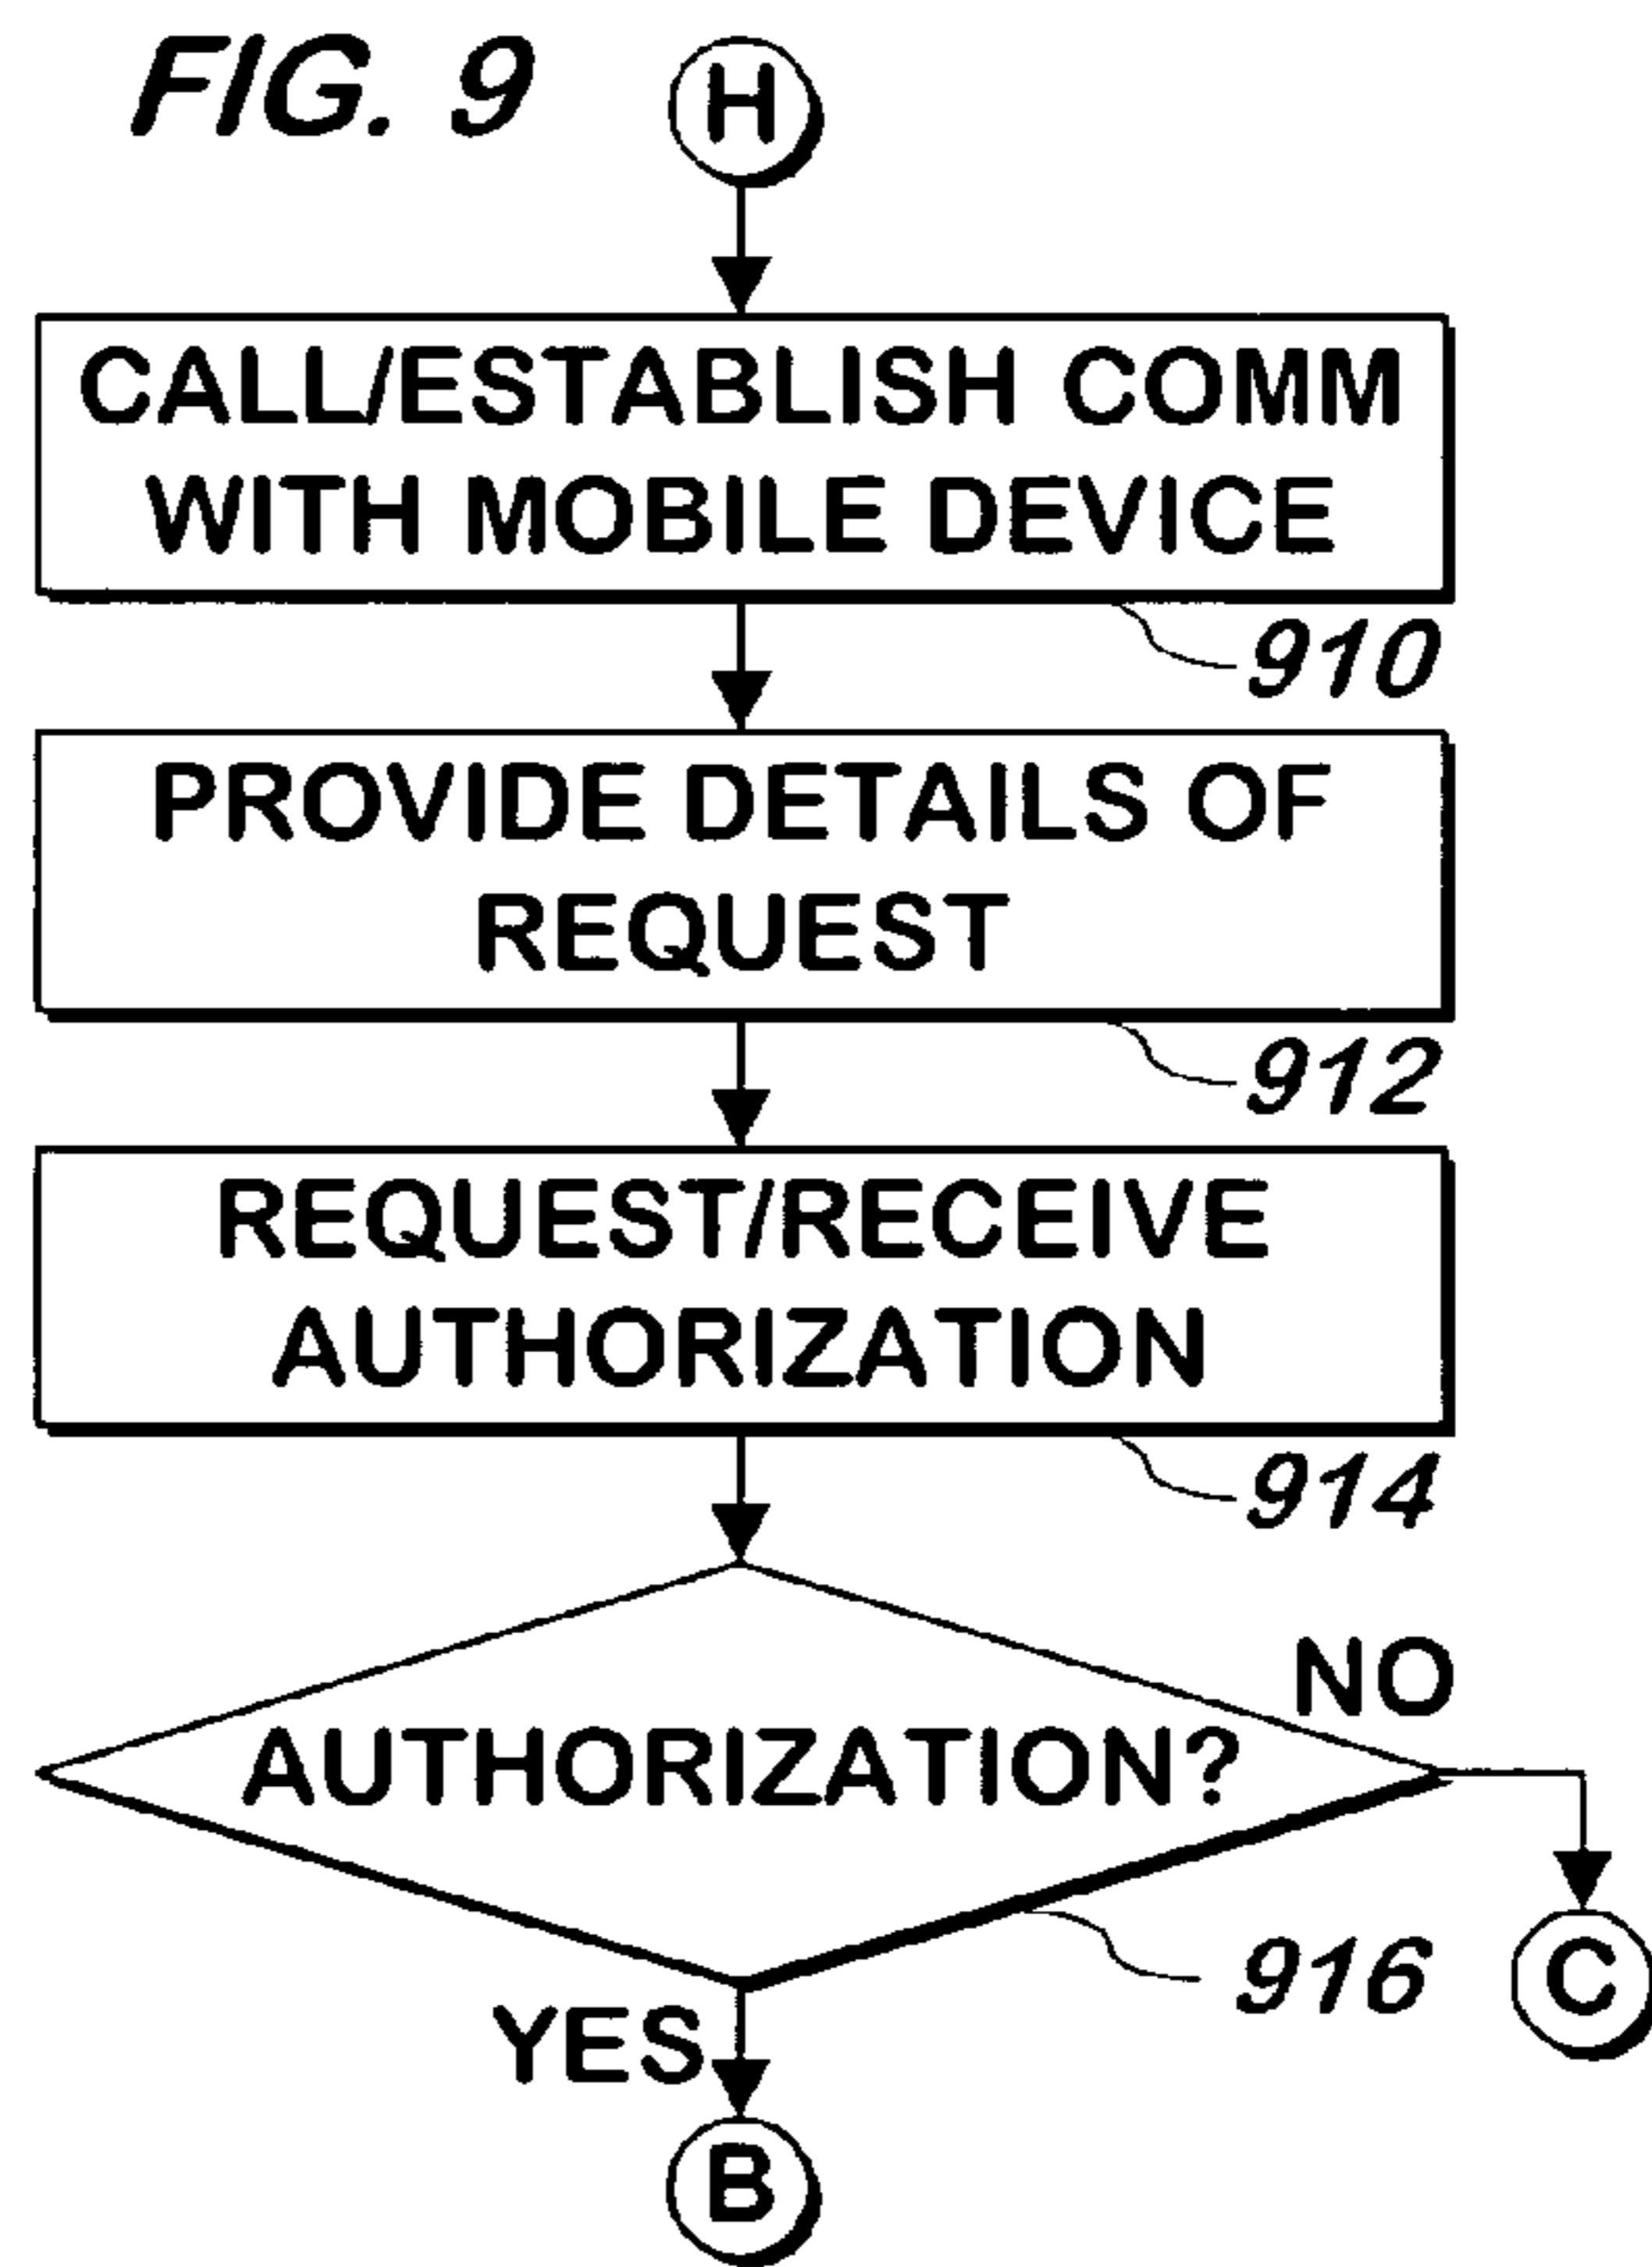 FIG. 9
H
CALL/ESTABLISH COMM
WITH MOBILE DEVICE
910
PROVIDE DETAILS OF
REQUEST
912
REQUEST/RECEIVE
AUTHORIZATION
914
NO
AUTHORIZATION?
916
C
YES
B